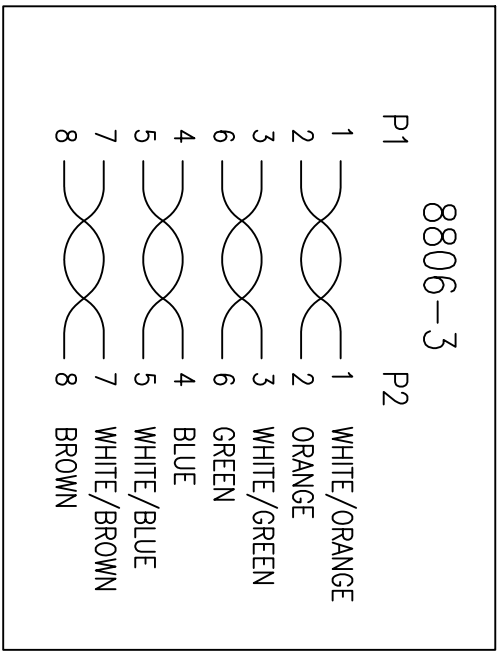 8806-3
P1 P2
1 1 WHITE/ORANGE
2 2 ORANGE
3 3 WHITE/GREEN
6 6 GREEN
4 4 BLUE
5 5 WHITE/BLUE
7 7 WHITE/BROWN
8 8 BROWN